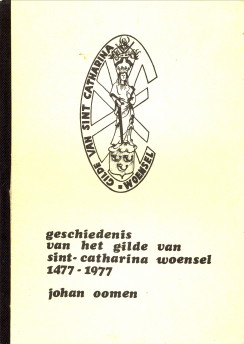 GILDE VAN SINT CATHARINA
WOENSEL
geschiedenis
van het gilde van
sint-catharina woensel
1477-1977
johan oomen